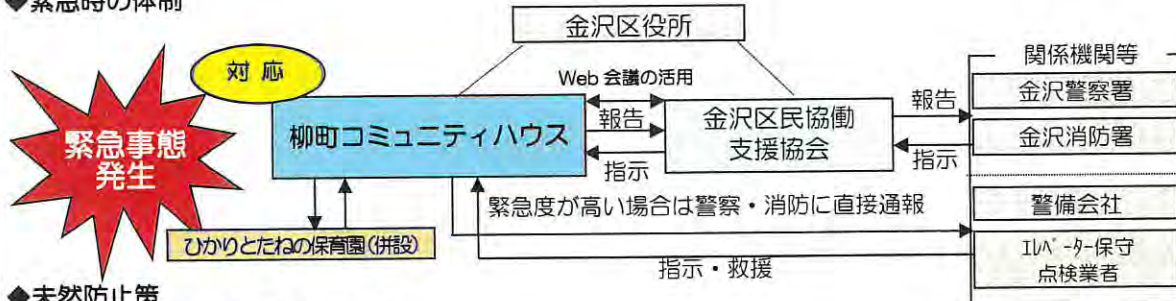 ◆緊急時の体制
金沢区役所
関係機関等
対 応
Web 会議の活用
金沢警察署
緊急事態
発生
柳町コミュニティハウス
報告
指示
金沢区民協働
支援協会
報告
指示
金沢消防署
緊急度が高い場合は警察・消防に直接通報
警備会社
ひかりとたねの保育園(併設)
指示・救援
エレベーター保守
点検業者
◆未然防止策